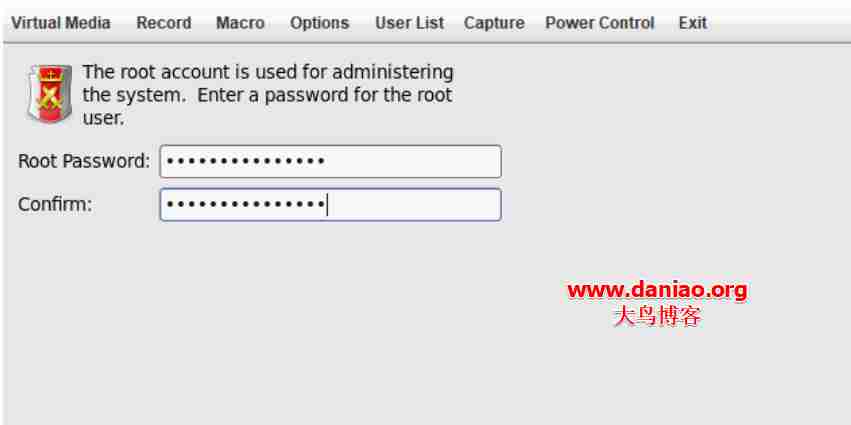 Virtual Media Record Macro Options User List Capture Power Control Exit
The root account is used for administering
the system. Enter a password for the root
user.
Root Password: •••••••••••••••
Confirm: •••••••••••••••
www.daniao.org
大鸟博客